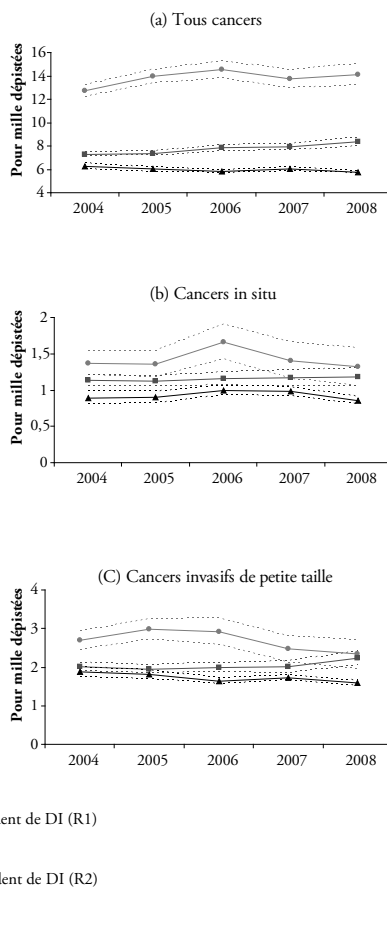 (a) Tous cancers
Pour mille dépistées
16
14
12
10
8
6
4
2004 2005 2006 2007 2008
(b) Cancers in situ
Pour mille dépistées
2
1,5
1
0,5
0
2004 2005 2006 2007 2008
(C) Cancers invasifs de petite taille
Pour mille dépistées
4
3
2
1
0
2004 2005 2006 2007 2008
ent de DI (R1)
dent de DI (R2)